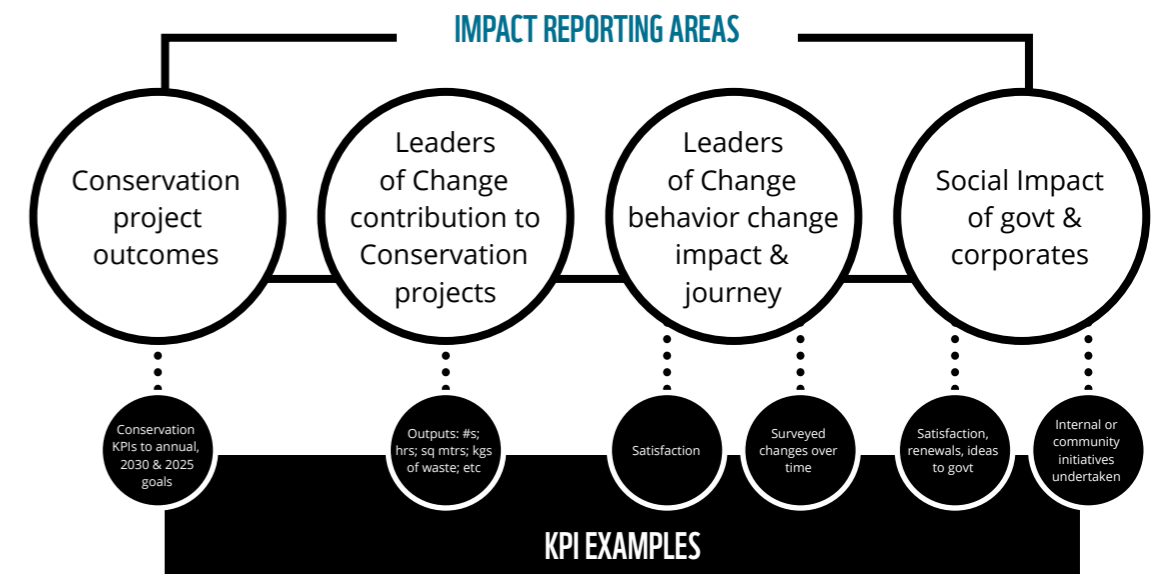 IMPACT REPORTING AREAS
Conservation
project
outcomes
Leaders
of Change
contribution to
Conservation
projects
Leaders
of Change
behavior change
impact &
journey
Social Impact
of govt &
corporates
Conservation
KPIs to annual,
2030 & 2025
goals
Outputs: #s;
hrs; sq mtrs; kgs
of waste; etc
Satisfaction
Surveyed
changes over
time
Satisfaction,
renewals, ideas
to govt
Internal or
community
initiatives
undertaken
KPI EXAMPLES